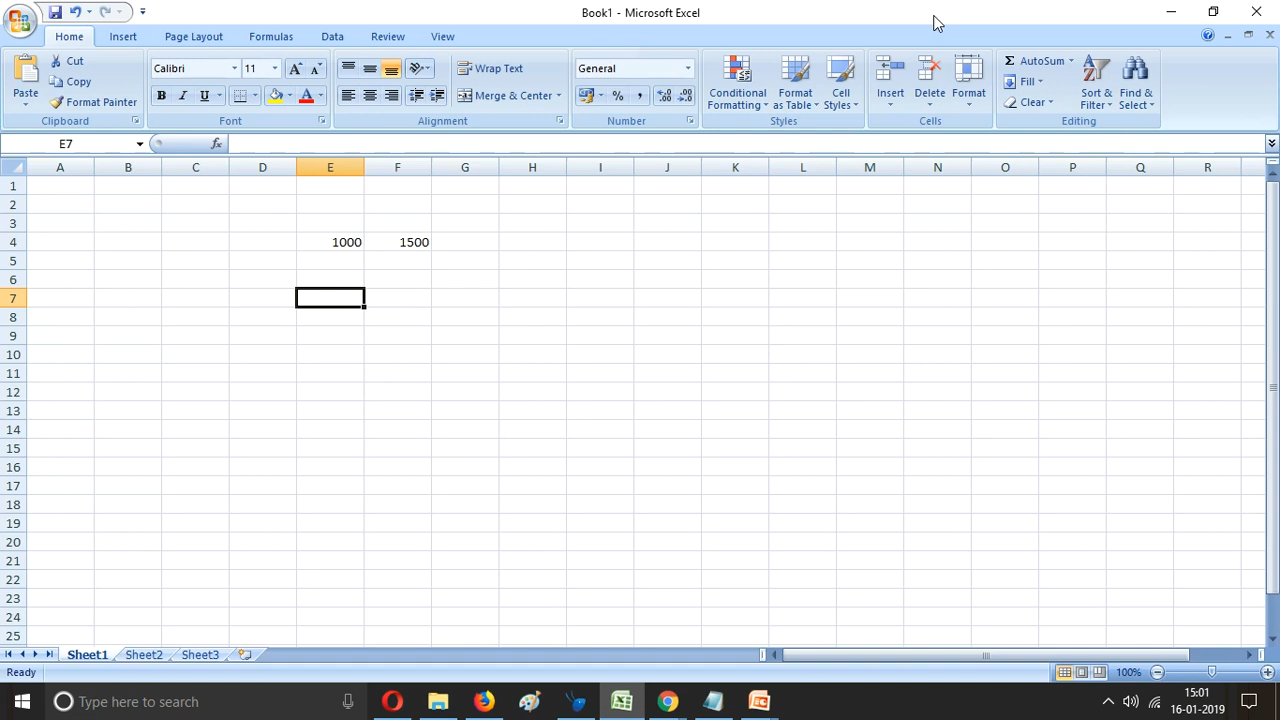 Book1 - Microsoft Excel
Home Insert Page Layout Formulas Data Review View
Paste
Cut
Copy
Format Painter
Clipboard
Calibri 11
B I U
Font
Wrap Text
Merge & Center
Alignment
General
% ,
Number
Conditional Formatting
Format as Table
Cell Styles
Styles
Insert Delete Format
Cells
Σ AutoSum
Fill
Clear
Sort & Filter
Find & Select
Editing
E7 fx
A B C D E F G H I J K L M N O P Q R
1
2
3
4 1000 1500
5
6
7
8
9
10
11
12
13
14
15
16
17
18
19
20
21
22
23
24
25
Sheet1 Sheet2 Sheet3
Ready 100%
Type here to search
15:01
16-01-2019